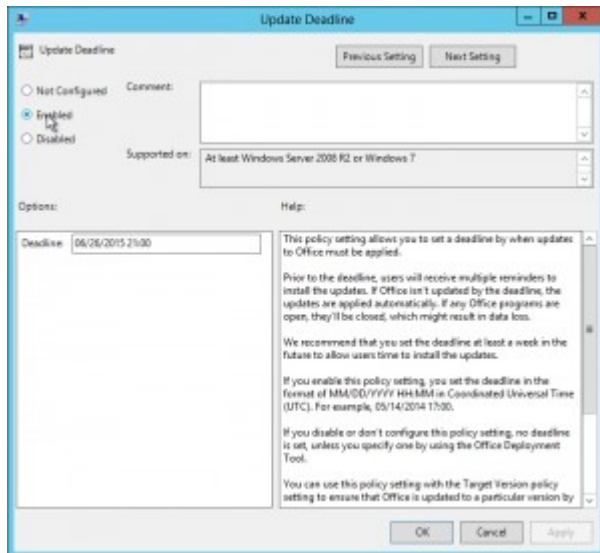 Update Deadline
Update Deadline
Previous Setting
Next Setting
Not Configured
Comment:
Enabled
Disabled
Supported on:
At least Windows Server 2008 R2 or Windows 7
Options:
Help:
Deadline
06/26/2015 21:00
This policy setting allows you to set a deadline by when updates
to Office must be applied.
Prior to the deadline, users will receive multiple reminders to
install the updates. If Office isn't updated by the deadline, the
updates are applied automatically. If any Office programs are
open, they'll be closed, which might result in data loss.
We recommend that you set the deadline at least a week in the
future to allow users time to install the updates.
If you enable this policy setting, you set the deadline in the
format of MM/DD/YYYY HH:MM in Coordinated Universal Time
(UTC). For example, 05/14/2014 17:00.
If you disable or don't configure this policy setting, no deadline
is set, unless you specify one by using the Office Deployment
Tool.
You can use this policy setting with the Target Version policy
setting to ensure that Office is updated to a particular version by
OK
Cancel
Apply